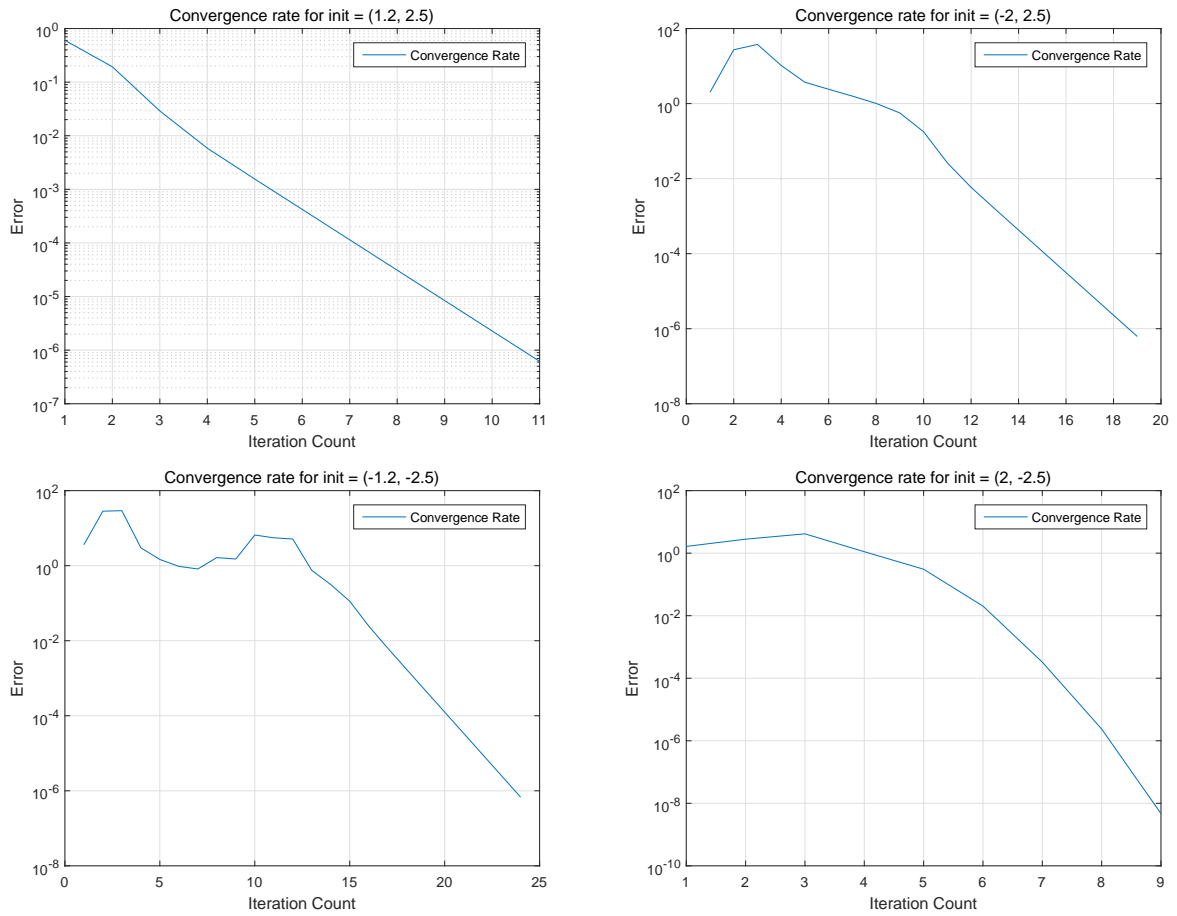 Convergence rate for init = (1.2, 2.5)
10^0
10^-1
10^-2
10^-3
10^-4
10^-5
10^-6
10^-7
Error
Convergence Rate
1 2 3 4 5 6 7 8 9 10 11
Iteration Count
Convergence rate for init = (-2, 2.5)
10^2
10^0
10^-2
10^-4
10^-6
10^-8
Error
Convergence Rate
0 2 4 6 8 10 12 14 16 18 20
Iteration Count
Convergence rate for init = (-1.2, -2.5)
10^2
10^0
10^-2
10^-4
10^-6
10^-8
Error
Convergence Rate
0 5 10 15 20 25
Iteration Count
Convergence rate for init = (2, -2.5)
10^2
10^0
10^-2
10^-4
10^-6
10^-8
10^-10
Error
Convergence Rate
1 2 3 4 5 6 7 8 9
Iteration Count